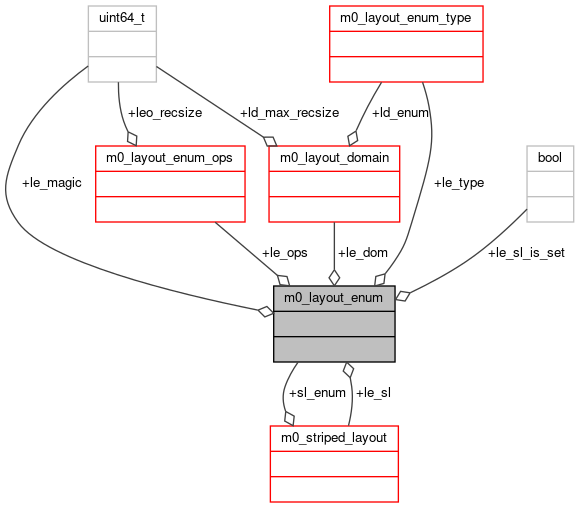 uint64_t
m0_layout_enum_type
+leo_recsize
+ld_max_recsize
+ld_enum
m0_layout_enum_ops
m0_layout_domain
bool
+le_magic
+le_type
+le_ops
+le_dom
+le_sl_is_set
m0_layout_enum
+sl_enum
+le_sl
m0_striped_layout